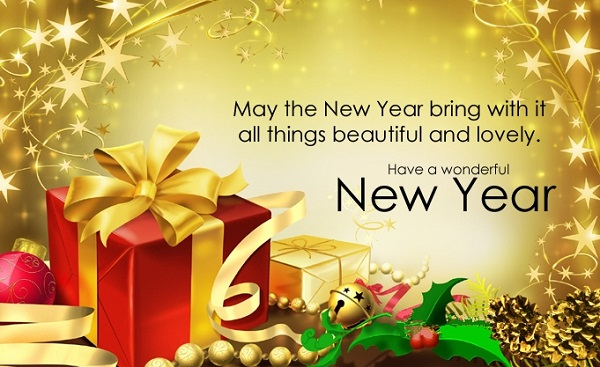 May the New Year bring with it
all things beautiful and lovely.
Have a wonderful
New Year